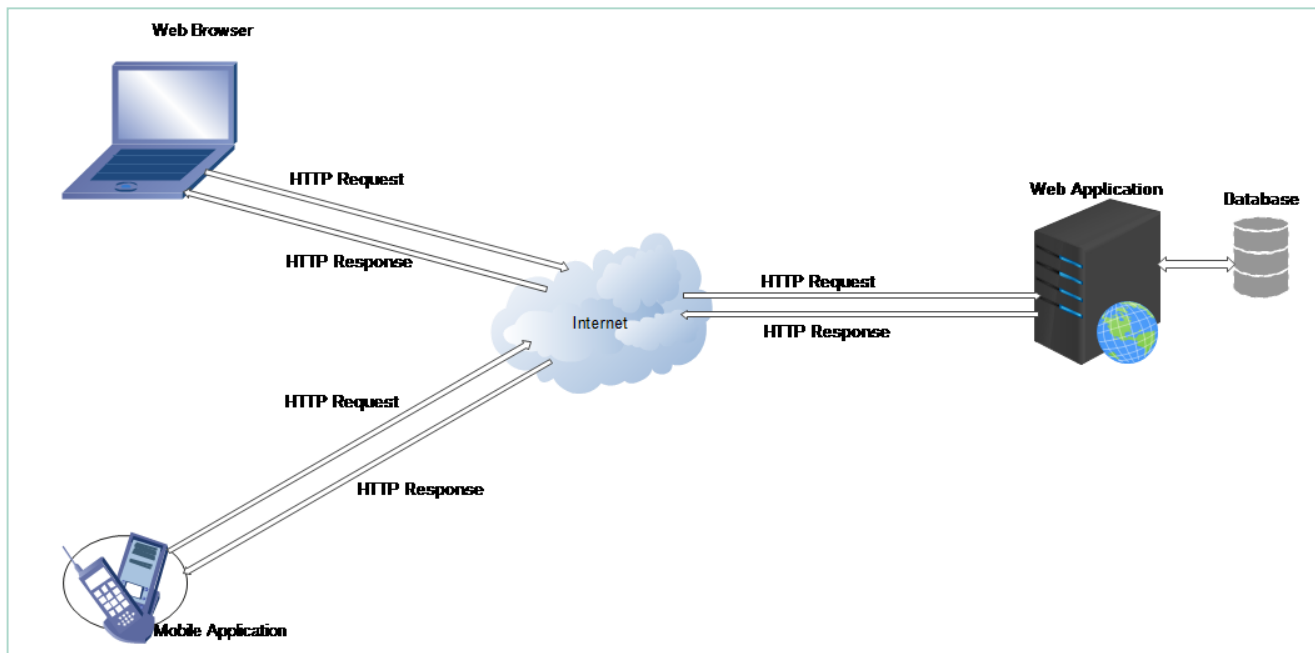 Web Browser
HTTP Request
HTTP Response
Internet
HTTP Request
HTTP Response
Web Application
Database
HTTP Request
HTTP Response
Mobile Application